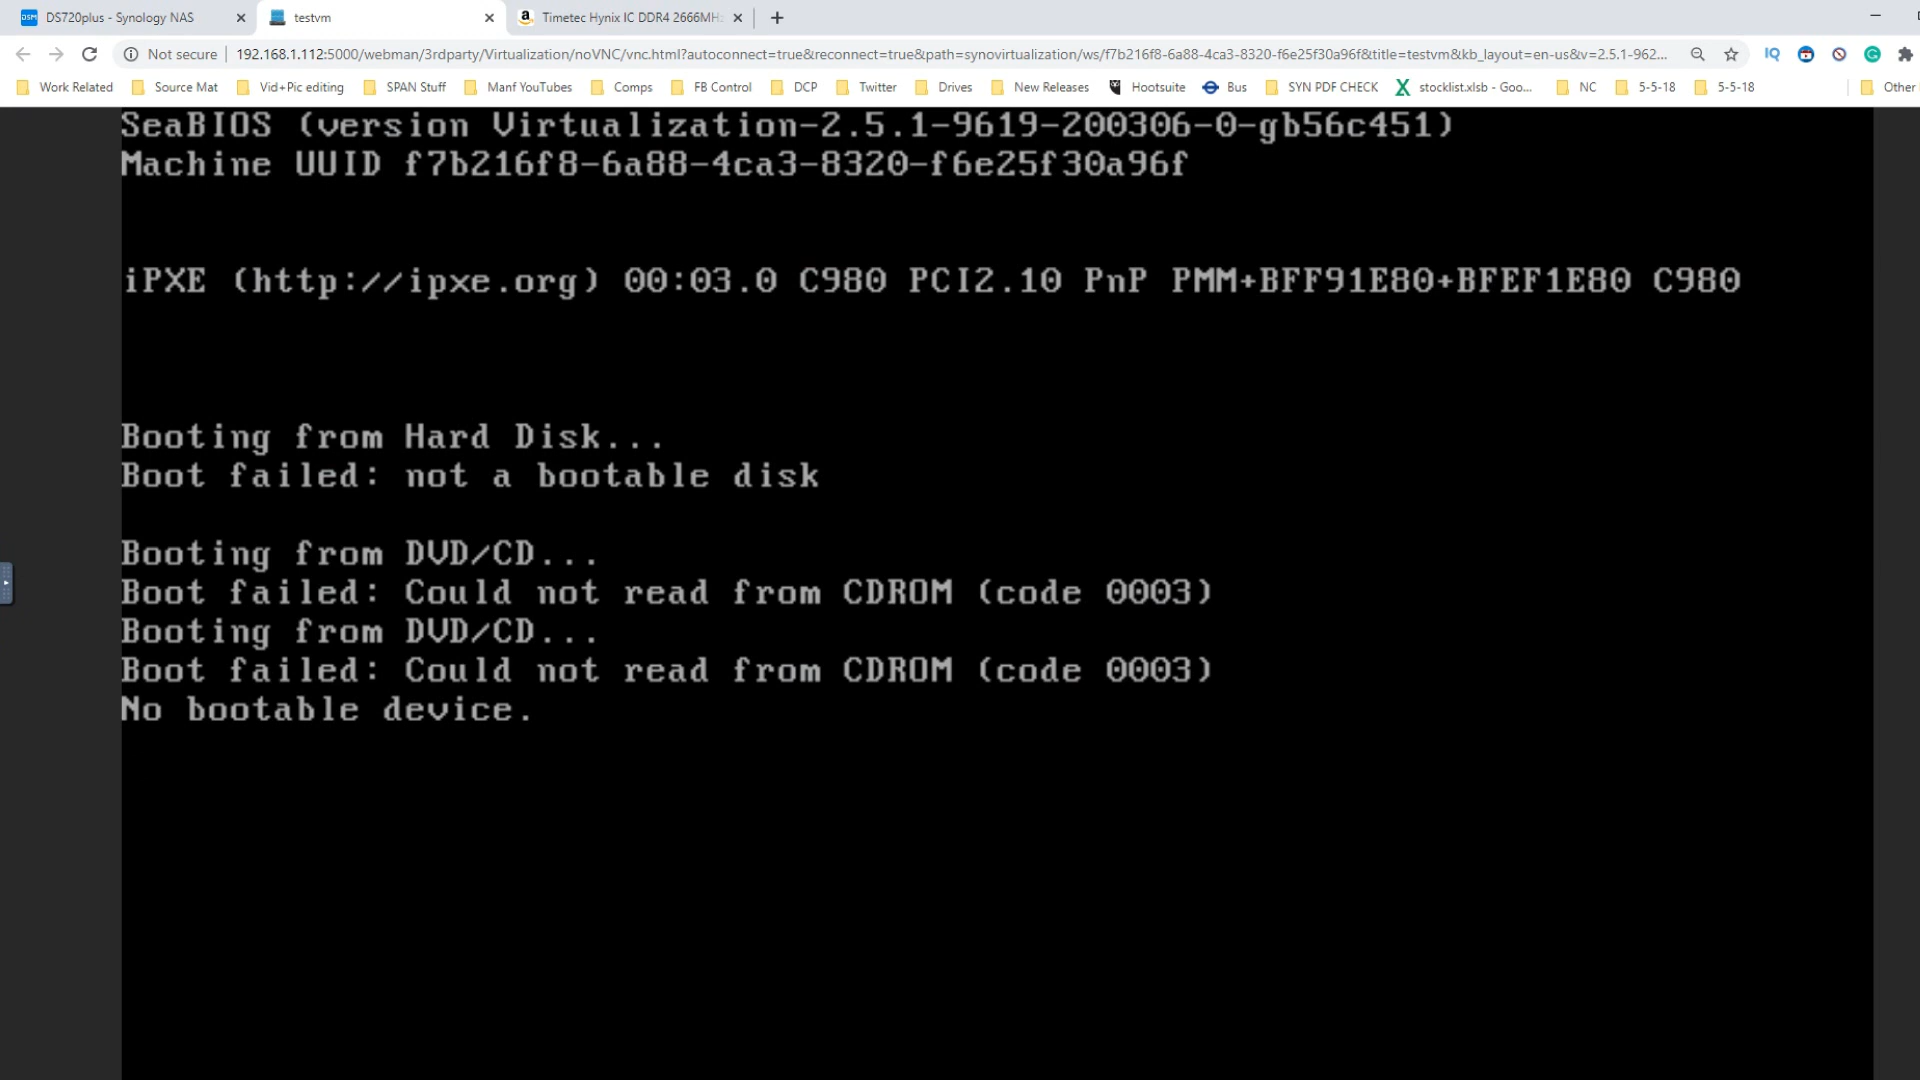 DS720plus - Synology NAS
testvm
Timetec Hynix IC DDR4 2666MH
Not secure
192.168.1.112:5000/webman/3rdparty/Virtualization/noVNC/vnc.html?autoconnect=true&reconnect=true&path=synovirtualization/ws/f7b216f8-6a88-4ca3-8320-f6e25f30a96f&title=testvm&kb_layout=en-us&v=2.5.1-962...
Work Related
Source Mat
Vid+Pic editing
SPAN Stuff
Manf YouTubes
Comps
FB Control
DCP
Twitter
Drives
New Releases
Hootsuite
Bus
SYN PDF CHECK
stocklist.xlsb - Goo...
NC
5-5-18
5-5-18
Other
SeaBIOS (version Virtualization-2.5.1-9619-200306-0-gb56c451)
Machine UUID f7b216f8-6a88-4ca3-8320-f6e25f30a96f
iPXE (http://ipxe.org) 00:03.0 C980 PCI2.10 PnP PMM+BFF91E80+BFEF1E80 C980
Booting from Hard Disk...
Boot failed: not a bootable disk
Booting from DVD/CD...
Boot failed: Could not read from CDROM (code 0003)
Booting from DVD/CD...
Boot failed: Could not read from CDROM (code 0003)
No bootable device.